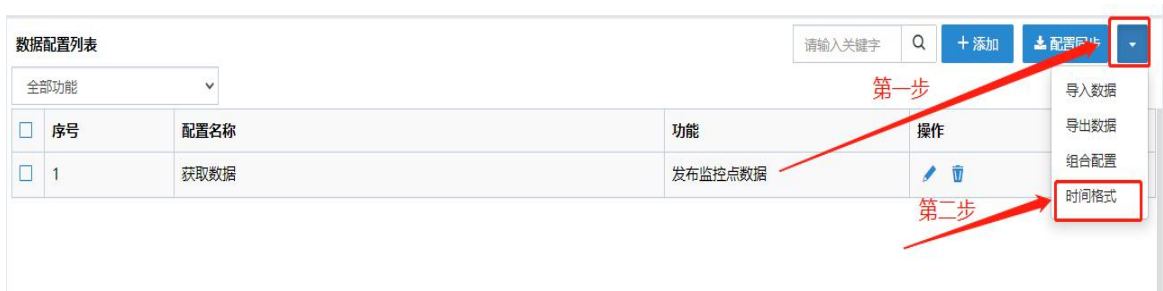 数据配置列表
请输入关键字
+ 添加
配置同步
全部功能
第一步
导入数据
序号 配置名称 功能 操作
导出数据
1 获取数据 发布监控点数据
组合配置
时间格式
第二步